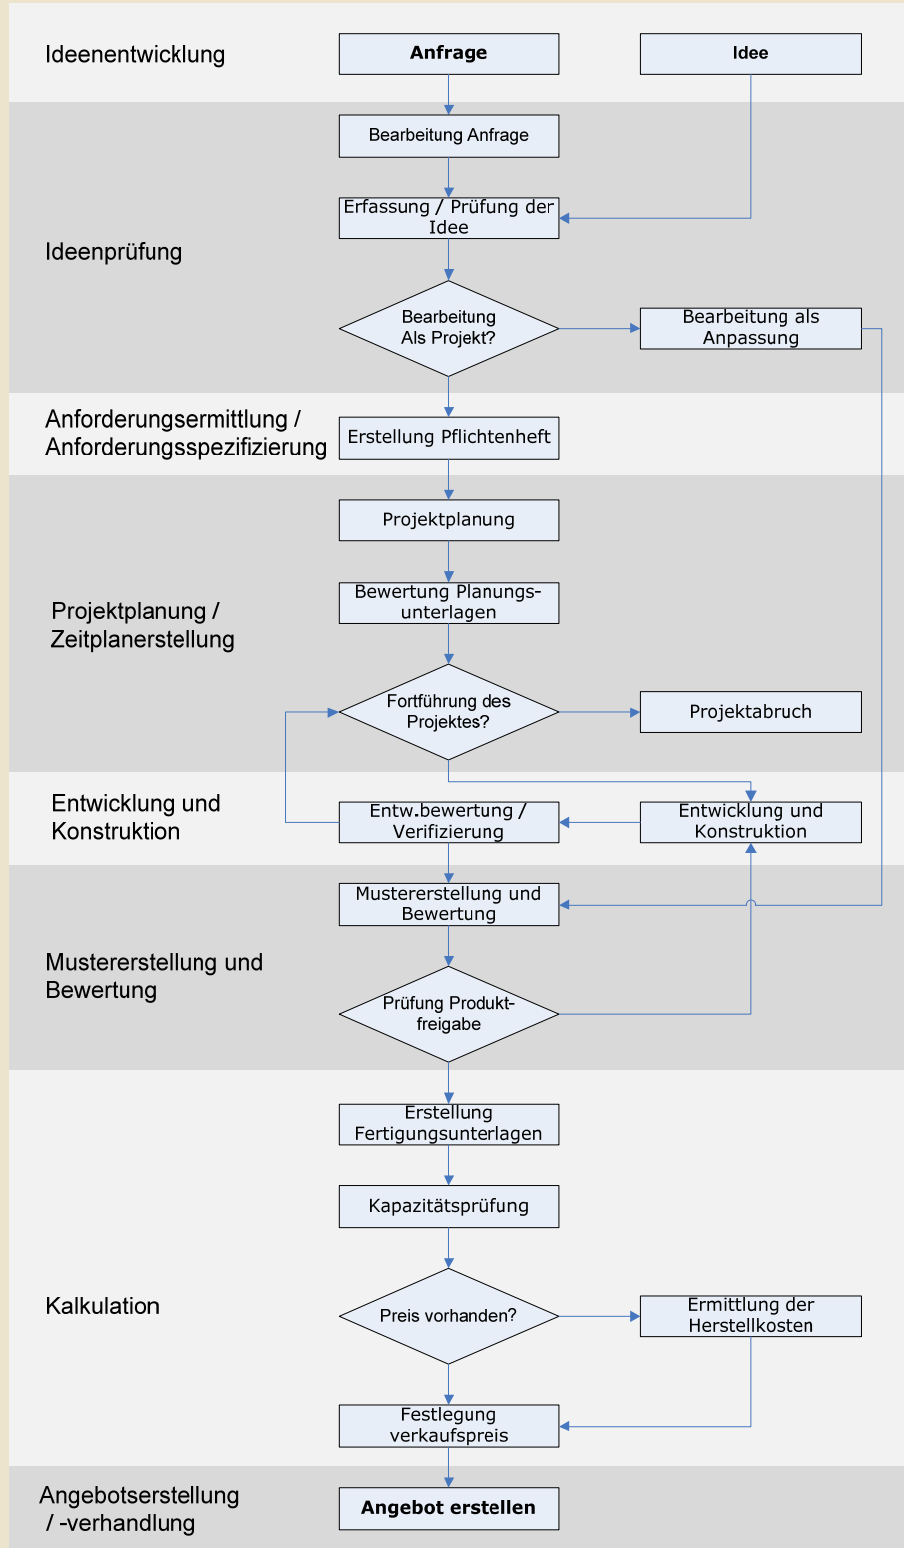 Ideenentwicklung
Anfrage
Idee
Bearbeitung Anfrage
Erfassung / Prüfung der
Idee
Ideenprüfung
Bearbeitung
Als Projekt?
Bearbeitung als
Anpassung
Anforderungsermittlung /
Anforderungsspezifizierung
Erstellung Pflichtenheft
Projektplanung
Bewertung Planungs-
unterlagen
Projektplanung /
Zeitplanerstellung
Fortführung des
Projektes?
Projektabruch
Entwicklung und
Konstruktion
Entw.bewertung /
Verifizierung
Entwicklung und
Konstruktion
Mustererstellung und
Bewertung
Mustererstellung und
Bewertung
Prüfung Produkt-
freigabe
Erstellung
Fertigungsunterlagen
Kapazitätsprüfung
Kalkulation
Preis vorhanden?
Ermittlung der
Herstellkosten
Festlegung
verkaufspreis
Angebotserstellung
/ -verhandlung
Angebot erstellen